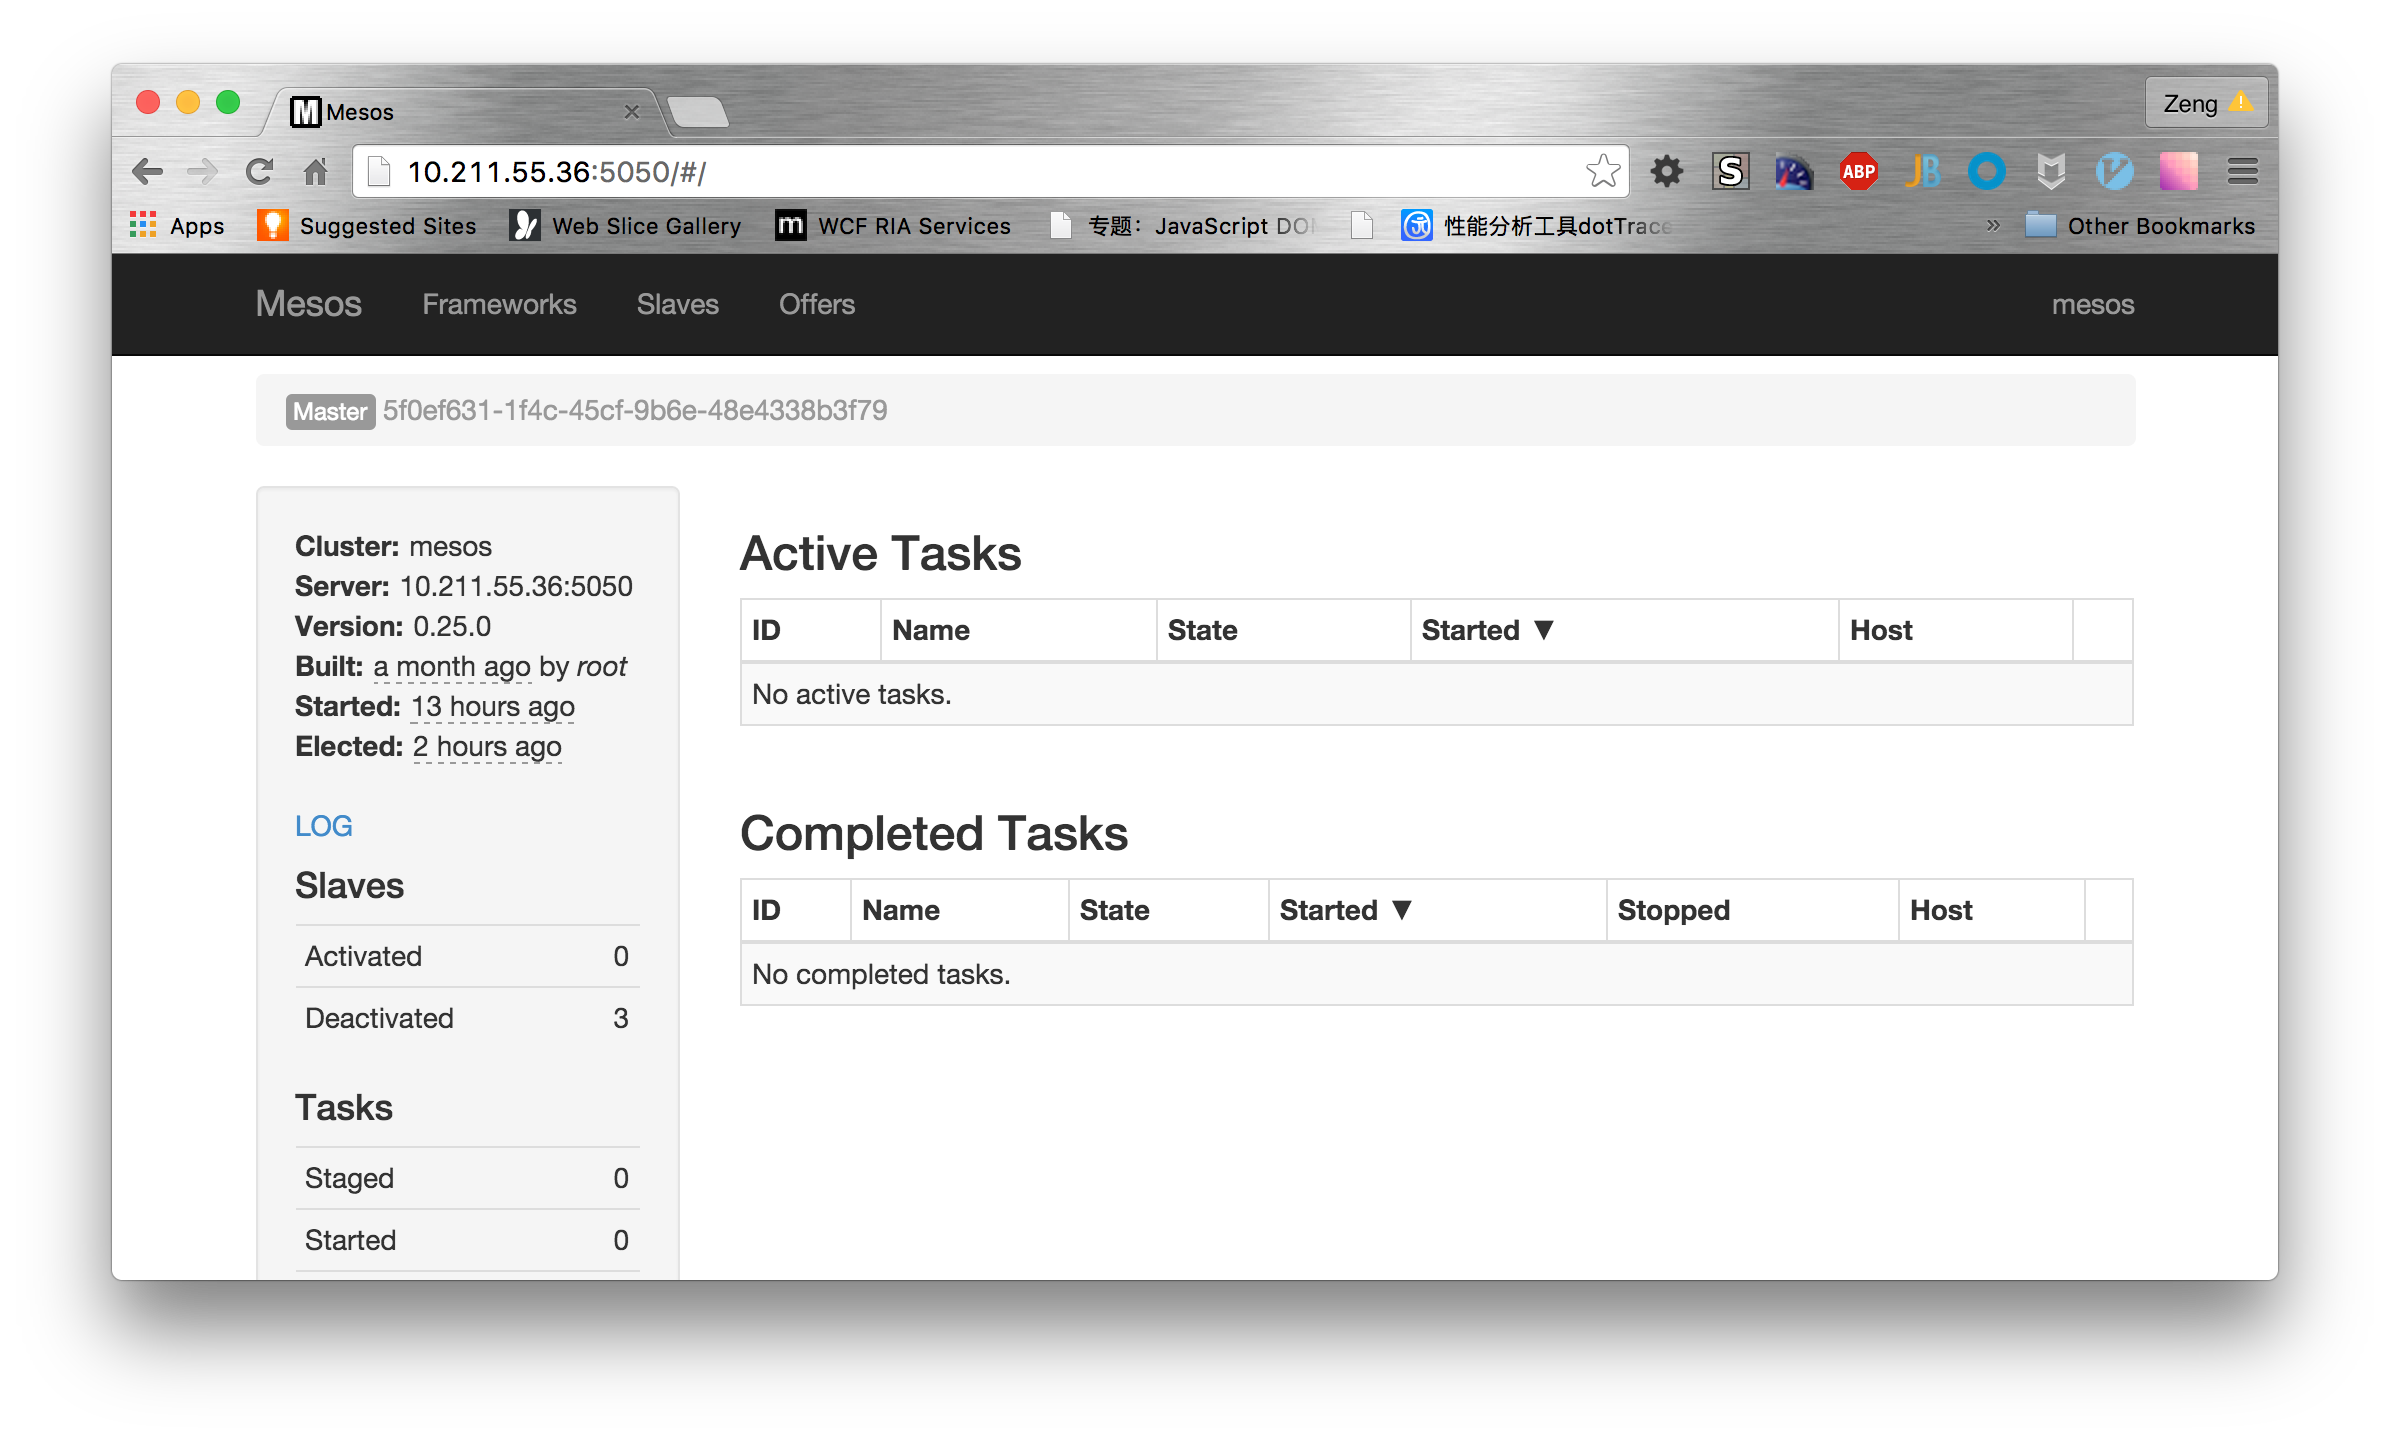 Mesos
Zeng
10.211.55.36:5050/#/
Apps Suggested Sites Web Slice Gallery WCF RIA Services 专题：JavaScript 性能分析工具dotTrace » Other Bookmarks
Mesos Frameworks Slaves Offers mesos
Master 5f0ef631-1f4c-45cf-9b6e-48e4338b3f79
Cluster: mesos
Server: 10.211.55.36:5050
Version: 0.25.0
Built: a month ago by root
Started: 13 hours ago
Elected: 2 hours ago
LOG
Slaves
Activated 0
Deactivated 3
Tasks
Staged 0
Started 0
Active Tasks
ID Name State Started ▼ Host
No active tasks.
Completed Tasks
ID Name State Started ▼ Stopped Host
No completed tasks.